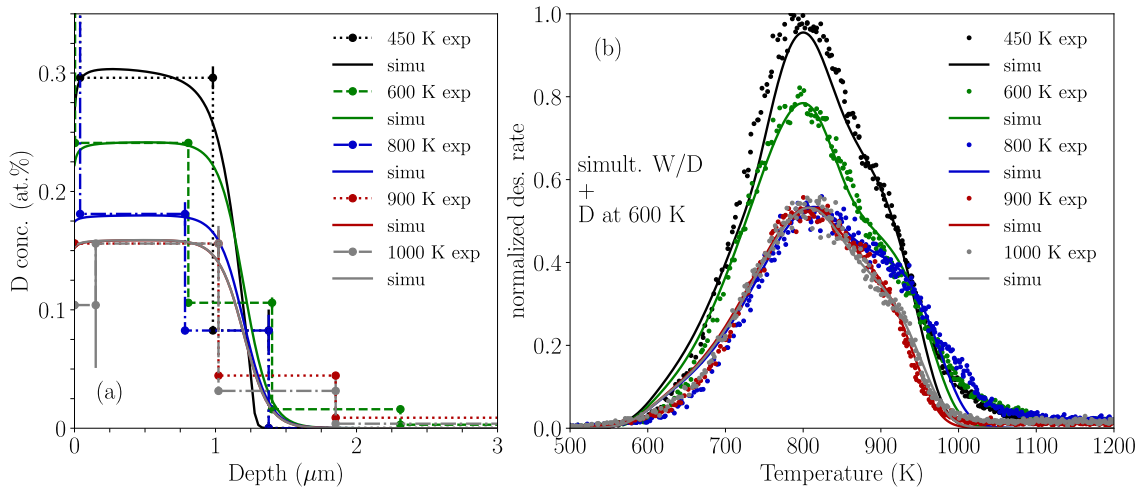 0.3
0.2
0.1
0
0
1
2
3
D conc. (at.%)
Depth (μm)
(a)
450 K exp
simu
600 K exp
simu
800 K exp
simu
900 K exp
simu
1000 K exp
simu
1.0
0.8
0.6
0.4
0.2
0.0
500
600
700
800
900
1000
1100
1200
normalized des. rate
Temperature (K)
(b)
simult. W/D
+
D at 600 K
450 K exp
simu
600 K exp
simu
800 K exp
simu
900 K exp
simu
1000 K exp
simu